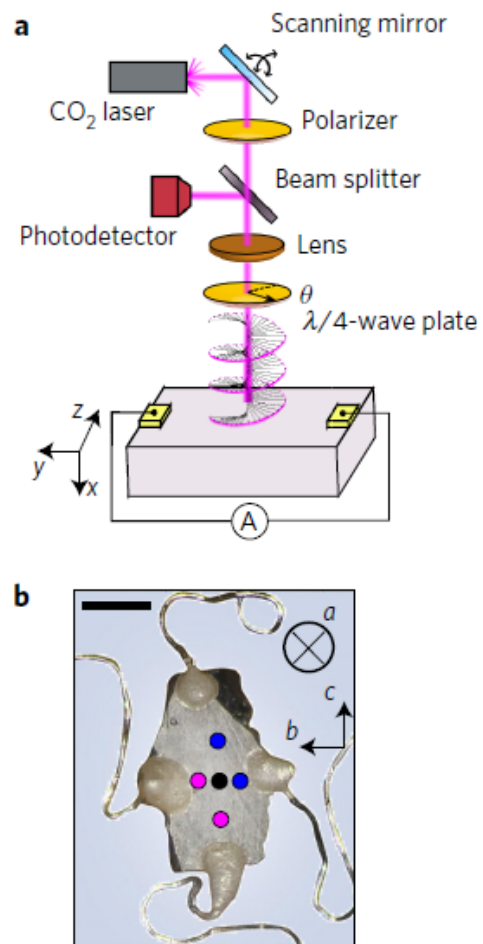 a
Scanning mirror
CO₂ laser
Polarizer
Beam splitter
Photodetector
Lens
θ
λ/4-wave plate
z
y
x
A
b
a
c
b